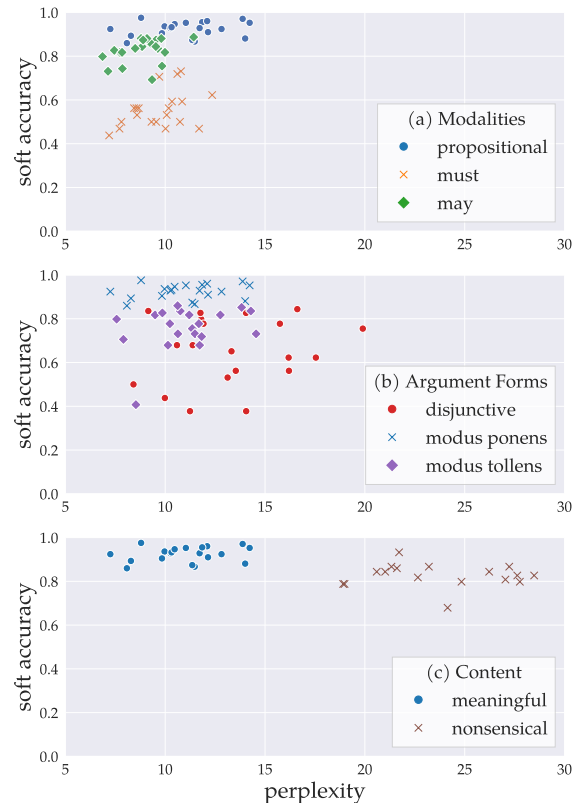 1.0
0.8
0.6
0.4
0.2
0.0
soft accuracy
(a) Modalities
propositional
must
may
5 10 15 20 25 30
1.0
0.8
0.6
0.4
0.2
0.0
soft accuracy
(b) Argument Forms
disjunctive
modus ponens
modus tollens
5 10 15 20 25 30
1.0
0.8
0.6
0.4
0.2
0.0
soft accuracy
(c) Content
meaningful
nonsensical
5 10 15 20 25 30
perplexity